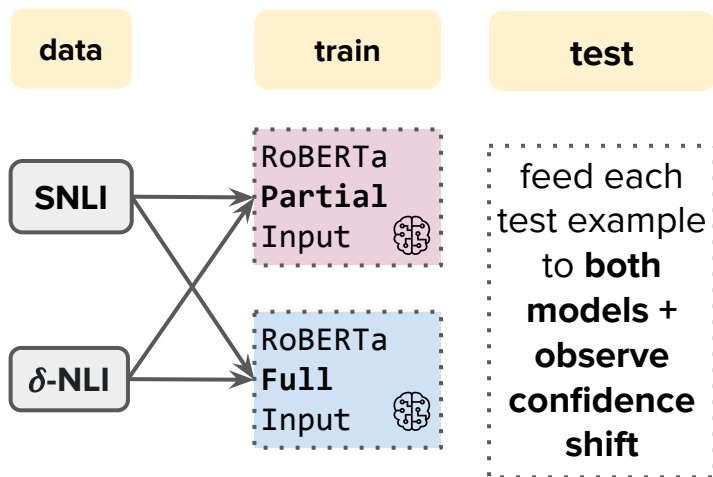 data
train
test
SNLI
δ-NLI
RoBERTa
Partial
Input
RoBERTa
Full
Input
feed each
test example
to both
models +
observe
confidence
shift